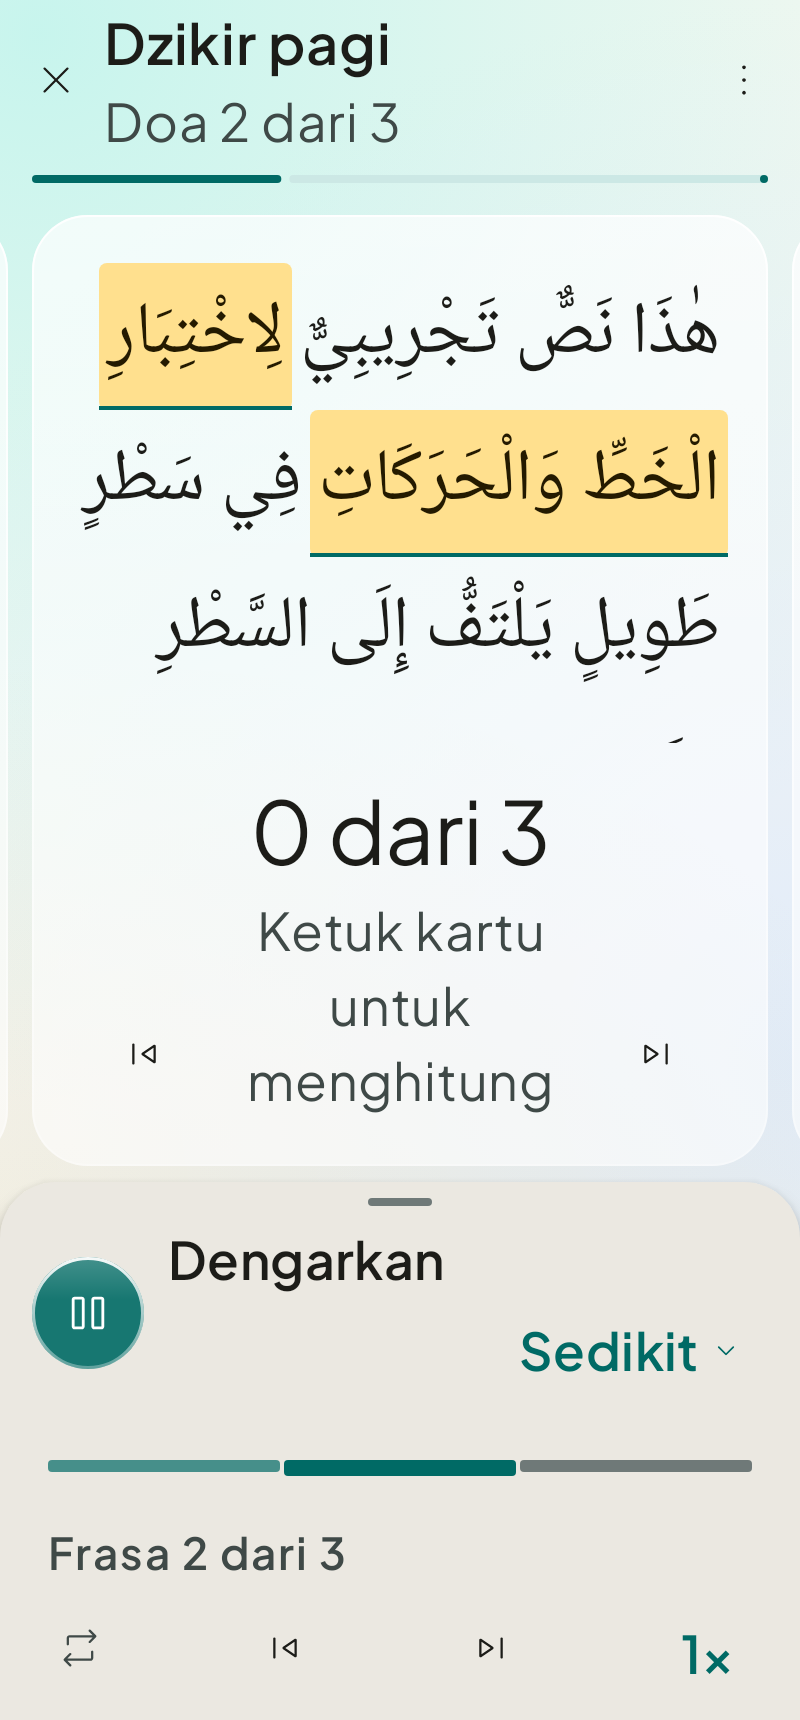 Dzikir pagi
Doa 2 dari 3
هٰذَا نَصٌّ تَجْرِيبِيٌّ لِاخْتِبَارِ
الْخَطِّ وَالْحَرَكَاتِ فِي سَطْرٍ
طَوِيلٍ يَلْتَفُّ إِلَى السَّطْرِ
0 dari 3
Ketuk kartu
untuk
menghitung
Dengarkan
Sedikit
Frasa 2 dari 3
1×